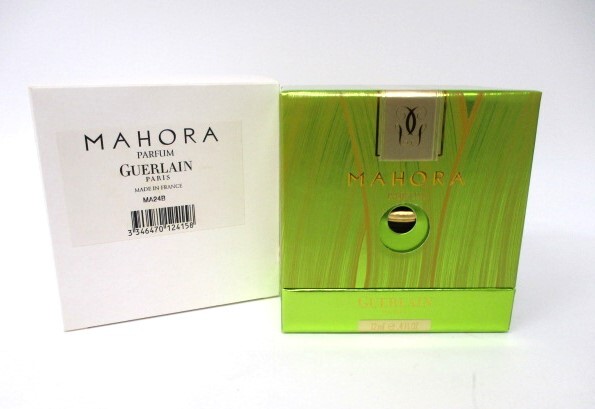 MAHORA
PARFUM
GUERLAIN
PARIS
MADE IN FRANCE
MA24B
3 346470 124158
MAHORA
GUERLAIN